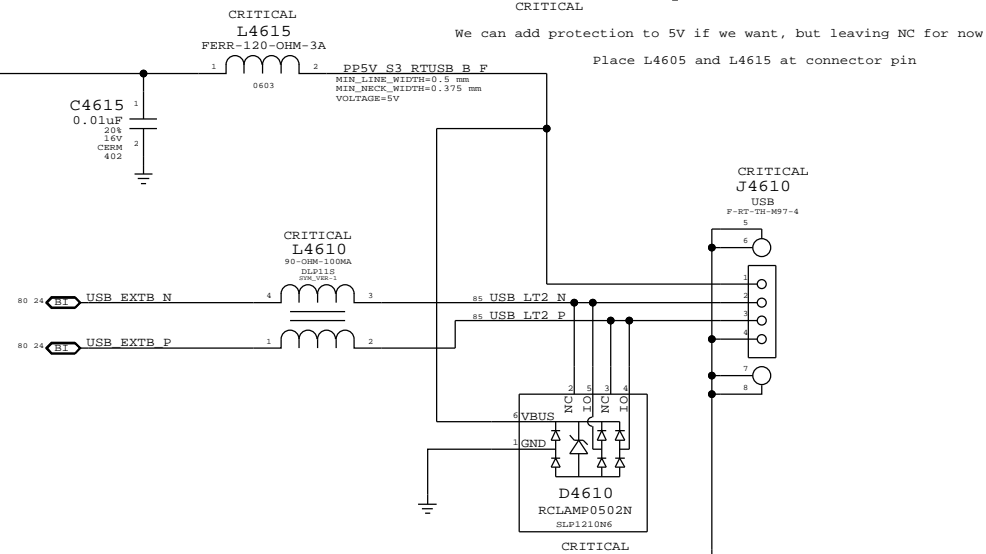 CRITICAL
CRITICAL
L4615
FERR-120-OHM-3A
We can add protection to 5V if we want, but leaving NC for now
Place L4605 and L4615 at connector pin
1
2
PP5V_S3_RTUSB_B_F
MIN_LINE_WIDTH=0.5 mm
MIN_NECK_WIDTH=0.375 mm
VOLTAGE=5V
0603
C4615
1
0.01uF
20%
16V
CERM
402
2
CRITICAL
J4610
USB
F-RT-TH-M97-4
5
6
CRITICAL
L4610
90-OHM-100MA
DLP11S
SYM_VER-1
80 24
BI
USB_EXTB_N
4
3
85
USB_LT2_N
85
USB_LT2_P
1
2
3
4
80 24
BI
USB_EXTB_P
1
2
7
8
2
5
3
4
NC
IO
NC
IO
6
VBUS
1
GND
D4610
RCLAMP0502N
SLP1210N6
CRITICAL